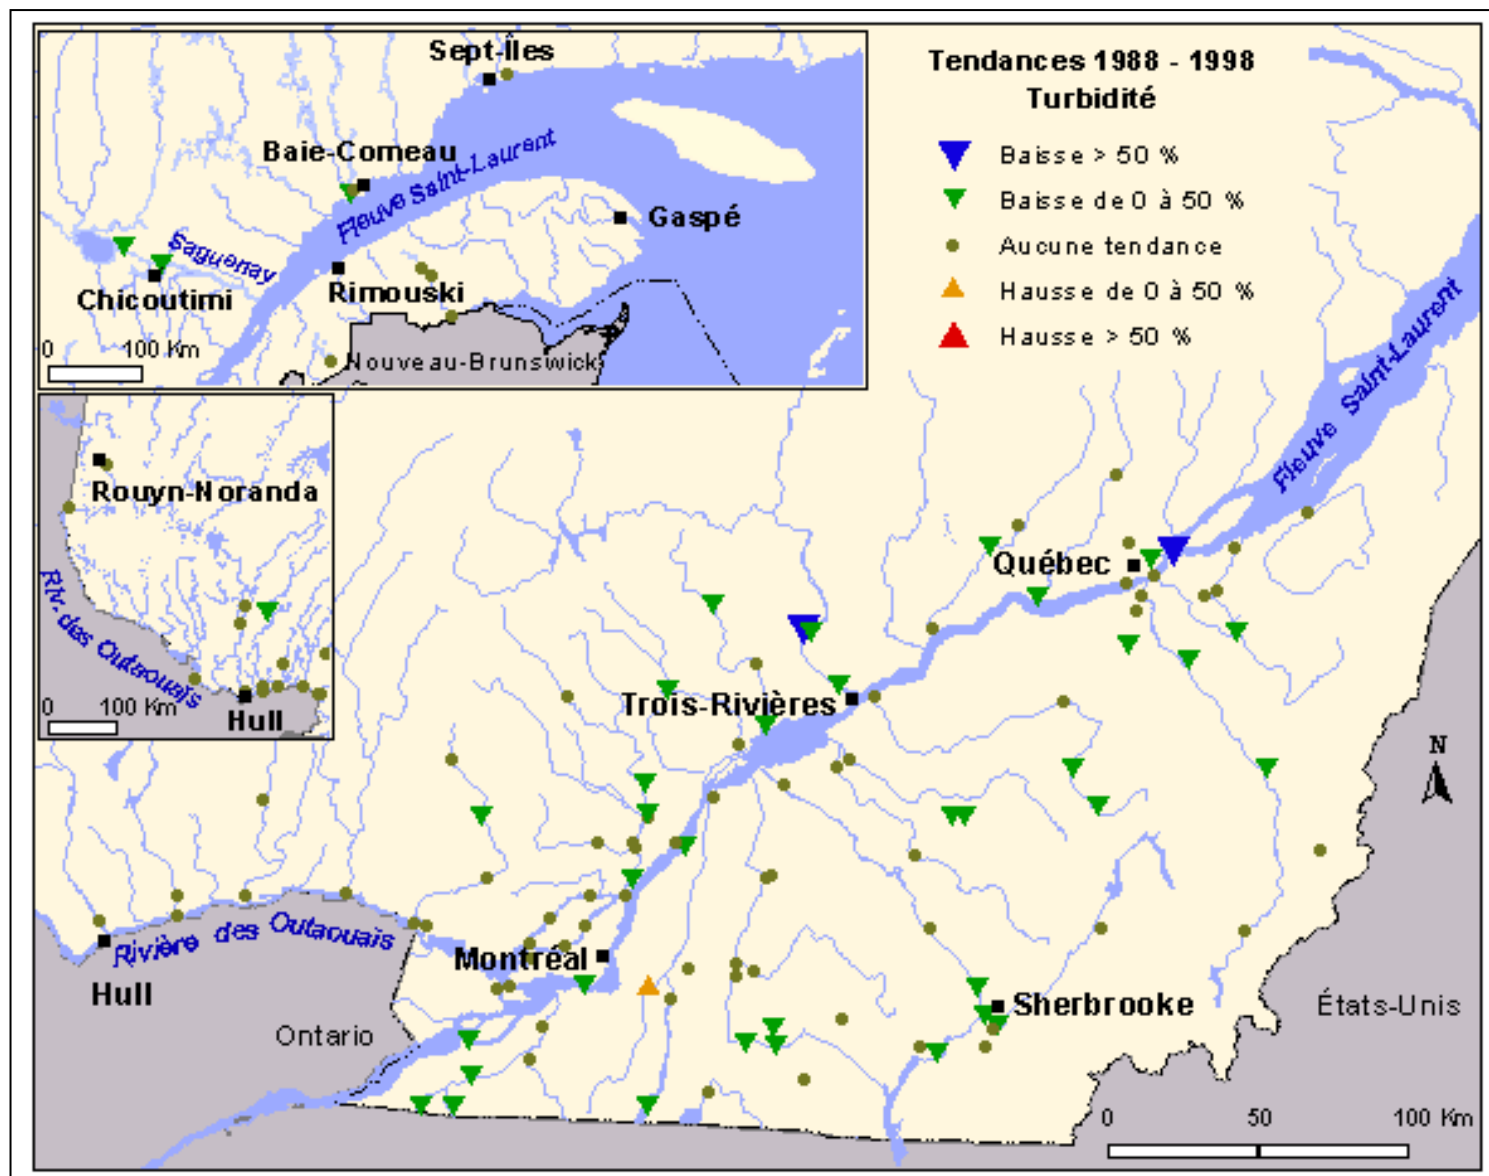 Tendances 1988 - 1998
Turbidité
Baisse > 50 %
Baisse de 0 à 50 %
Aucune tendance
Hausse de 0 à 50 %
Hausse > 50 %
Sept-Îles
Baie-Comeau
Fleuve Saint-Laurent
Gaspé
Saguenay
Chicoutimi
Rimouski
0 100 Km
Nouveau-Brunswick
Rouyn-Noranda
Riv. des Outaouais
0 100 Km
Hull
Fleuve Saint-Laurent
Québec
Trois-Rivières
N
Rivière des Outaouais
Montréal
Hull
Sherbrooke
États-Unis
Ontario
0 50 100 Km